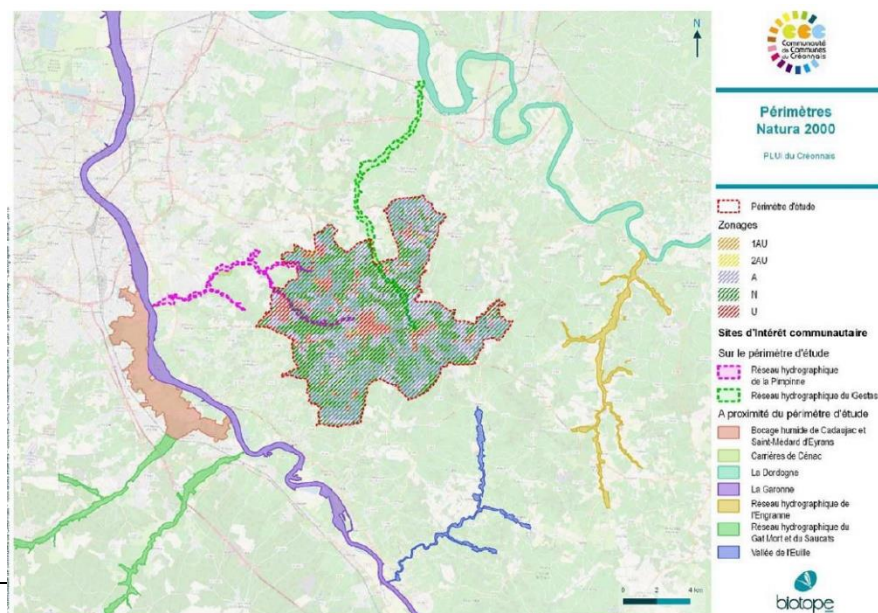 N
Communauté
de Communes
du Créonnais
Périmètres
Natura 2000
PLUi du Créonnais
Périmètre d'étude
Zonages
1AU
2AU
A
N
U
Sites d'Intérêt communautaire
Sur le périmètre d'étude
Réseau hydrographique
de la Pimpinne
Réseau hydrographique du Gestas
A proximité du périmètre d'étude
Bocage humide de Cadaujac et
Saint-Médard d'Eyrans
Carrières de Cénac
La Dordogne
La Garonne
Réseau hydrographique de
l'Engranne
Réseau hydrographique du
Gat Mort et du Saucats
Vallée de l'Euille
0 2 4 km
biotope